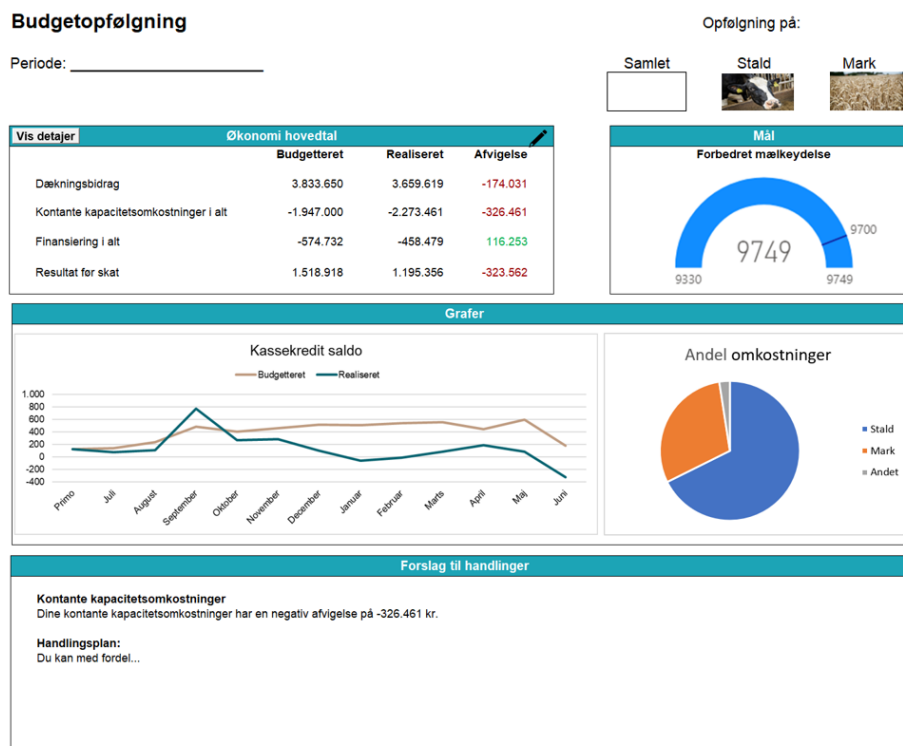 Budgetopfølgning
Opfølgning på:
Periode:
Samlet Stald Mark
Vis detajer Økonomi hovedtal
Budgetteret Realiseret Afvigelse
Dækningsbidrag 3.833.650 3.659.619 -174.031
Kontante kapacitetsomkostninger i alt -1.947.000 -2.273.461 -326.461
Finansiering i alt -574.732 -458.479 116.253
Resultat før skat 1.518.918 1.195.356 -323.562
Mål
Forbedret mælkeydelse
9700
9749
9330 9749
Grafer
Kassekredit saldo
Budgetteret Realiseret
1.000
800
600
400
200
0
-200
-400
Primo Juli August September Oktober November December Januar Februar Marts April Maj Juni
Andel omkostninger
Stald
Mark
Andet
Forslag til handlinger
Kontante kapacitetsomkostninger
Dine kontante kapacitetsomkostninger har en negativ afvigelse på -326.461 kr.
Handlingsplan:
Du kan med fordel...